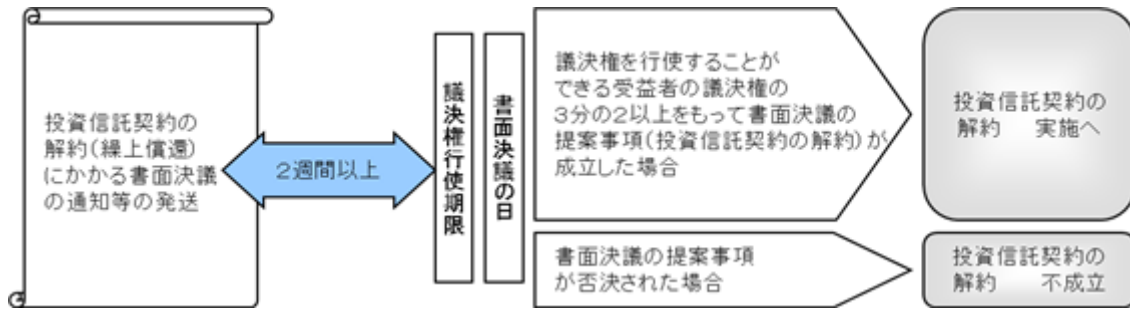 投資信託契約の
解約(繰上償還)
にかかる書面決議
の通知等の発送
2週間以上
議決権行使期限
書面決議の日
議決権を行使することが
できる受益者の議決権の
3分の2以上をもって書面決議の
提案事項(投資信託契約の解約)が
成立した場合
投資信託契約の
解約　実施へ
書面決議の提案事項
が否決された場合
投資信託契約の
解約　不成立